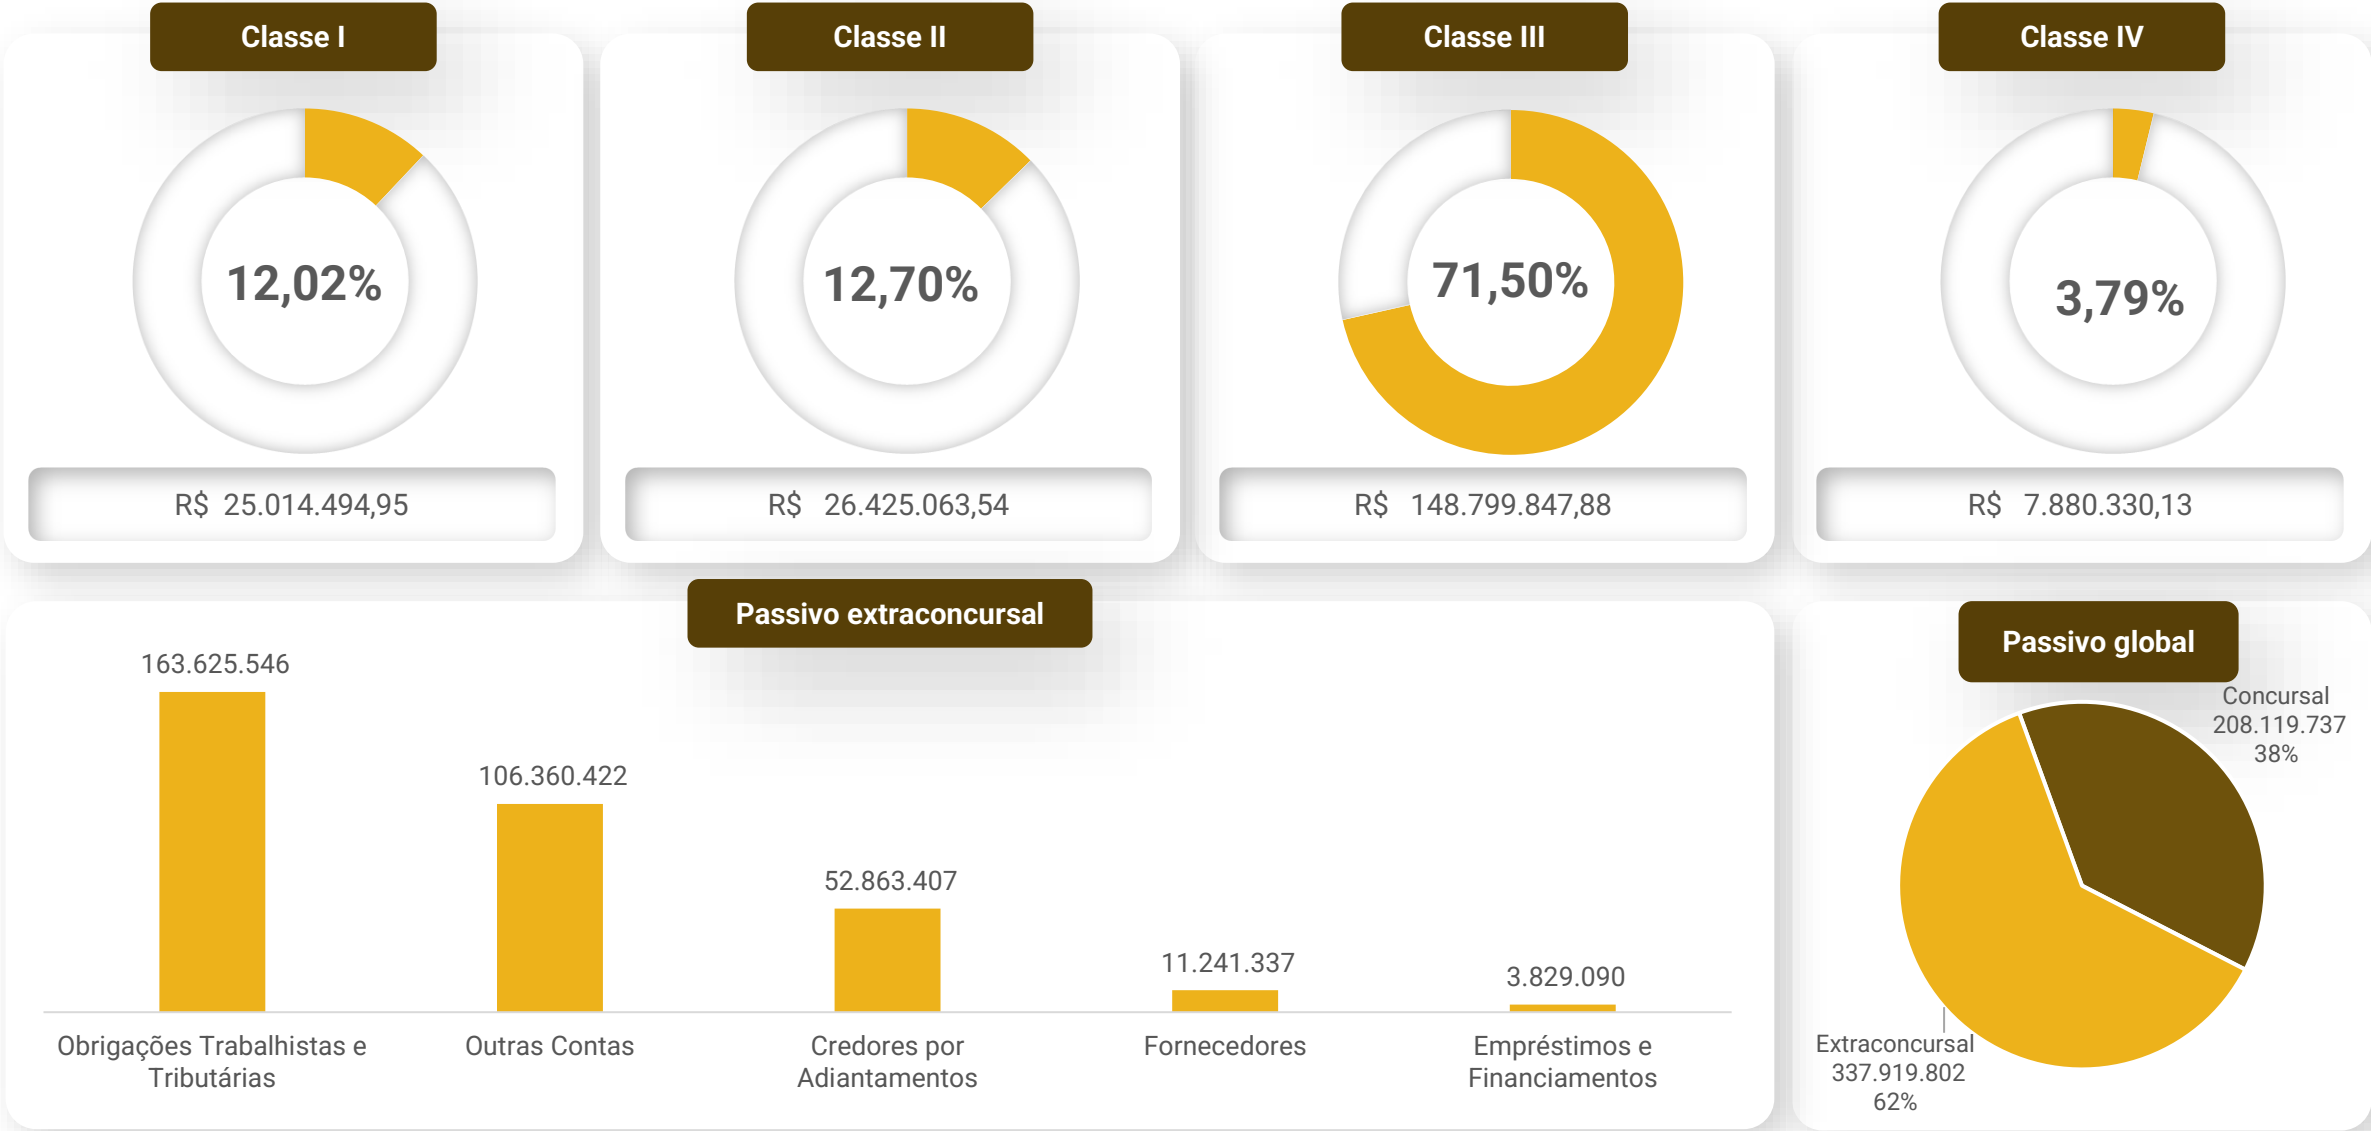 Classe I
12,02%
R$ 25.014.494,95
Classe II
12,70%
R$ 26.425.063,54
Classe III
71,50%
R$ 148.799.847,88
Classe IV
3,79%
R$ 7.880.330,13
Passivo extraconcursal
163.625.546
106.360.422
52.863.407
11.241.337
3.829.090
Obrigações Trabalhistas e
Tributárias
Outras Contas
Credores por
Adiantamentos
Fornecedores
Empréstimos e
Financiamentos
Passivo global
Concursal
208.119.737
38%
Extraconcursal
337.919.802
62%